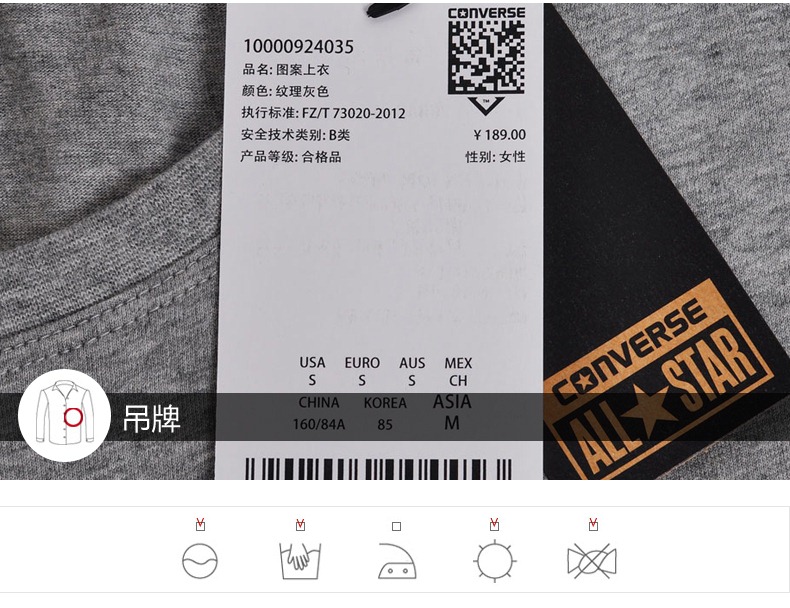 CONVERSE
10000924035
品名: 图案上衣
颜色: 纹理灰色
执行标准: FZ/T 73020-2012
安全技术类别: B类
¥ 189.00
产品等级: 合格品
性别: 女性
TM
USA EURO AUS MEX
S S S CH
CHINA KOREA ASIA
160/84A 85 M
CONVERSE
ALL STAR
吊牌